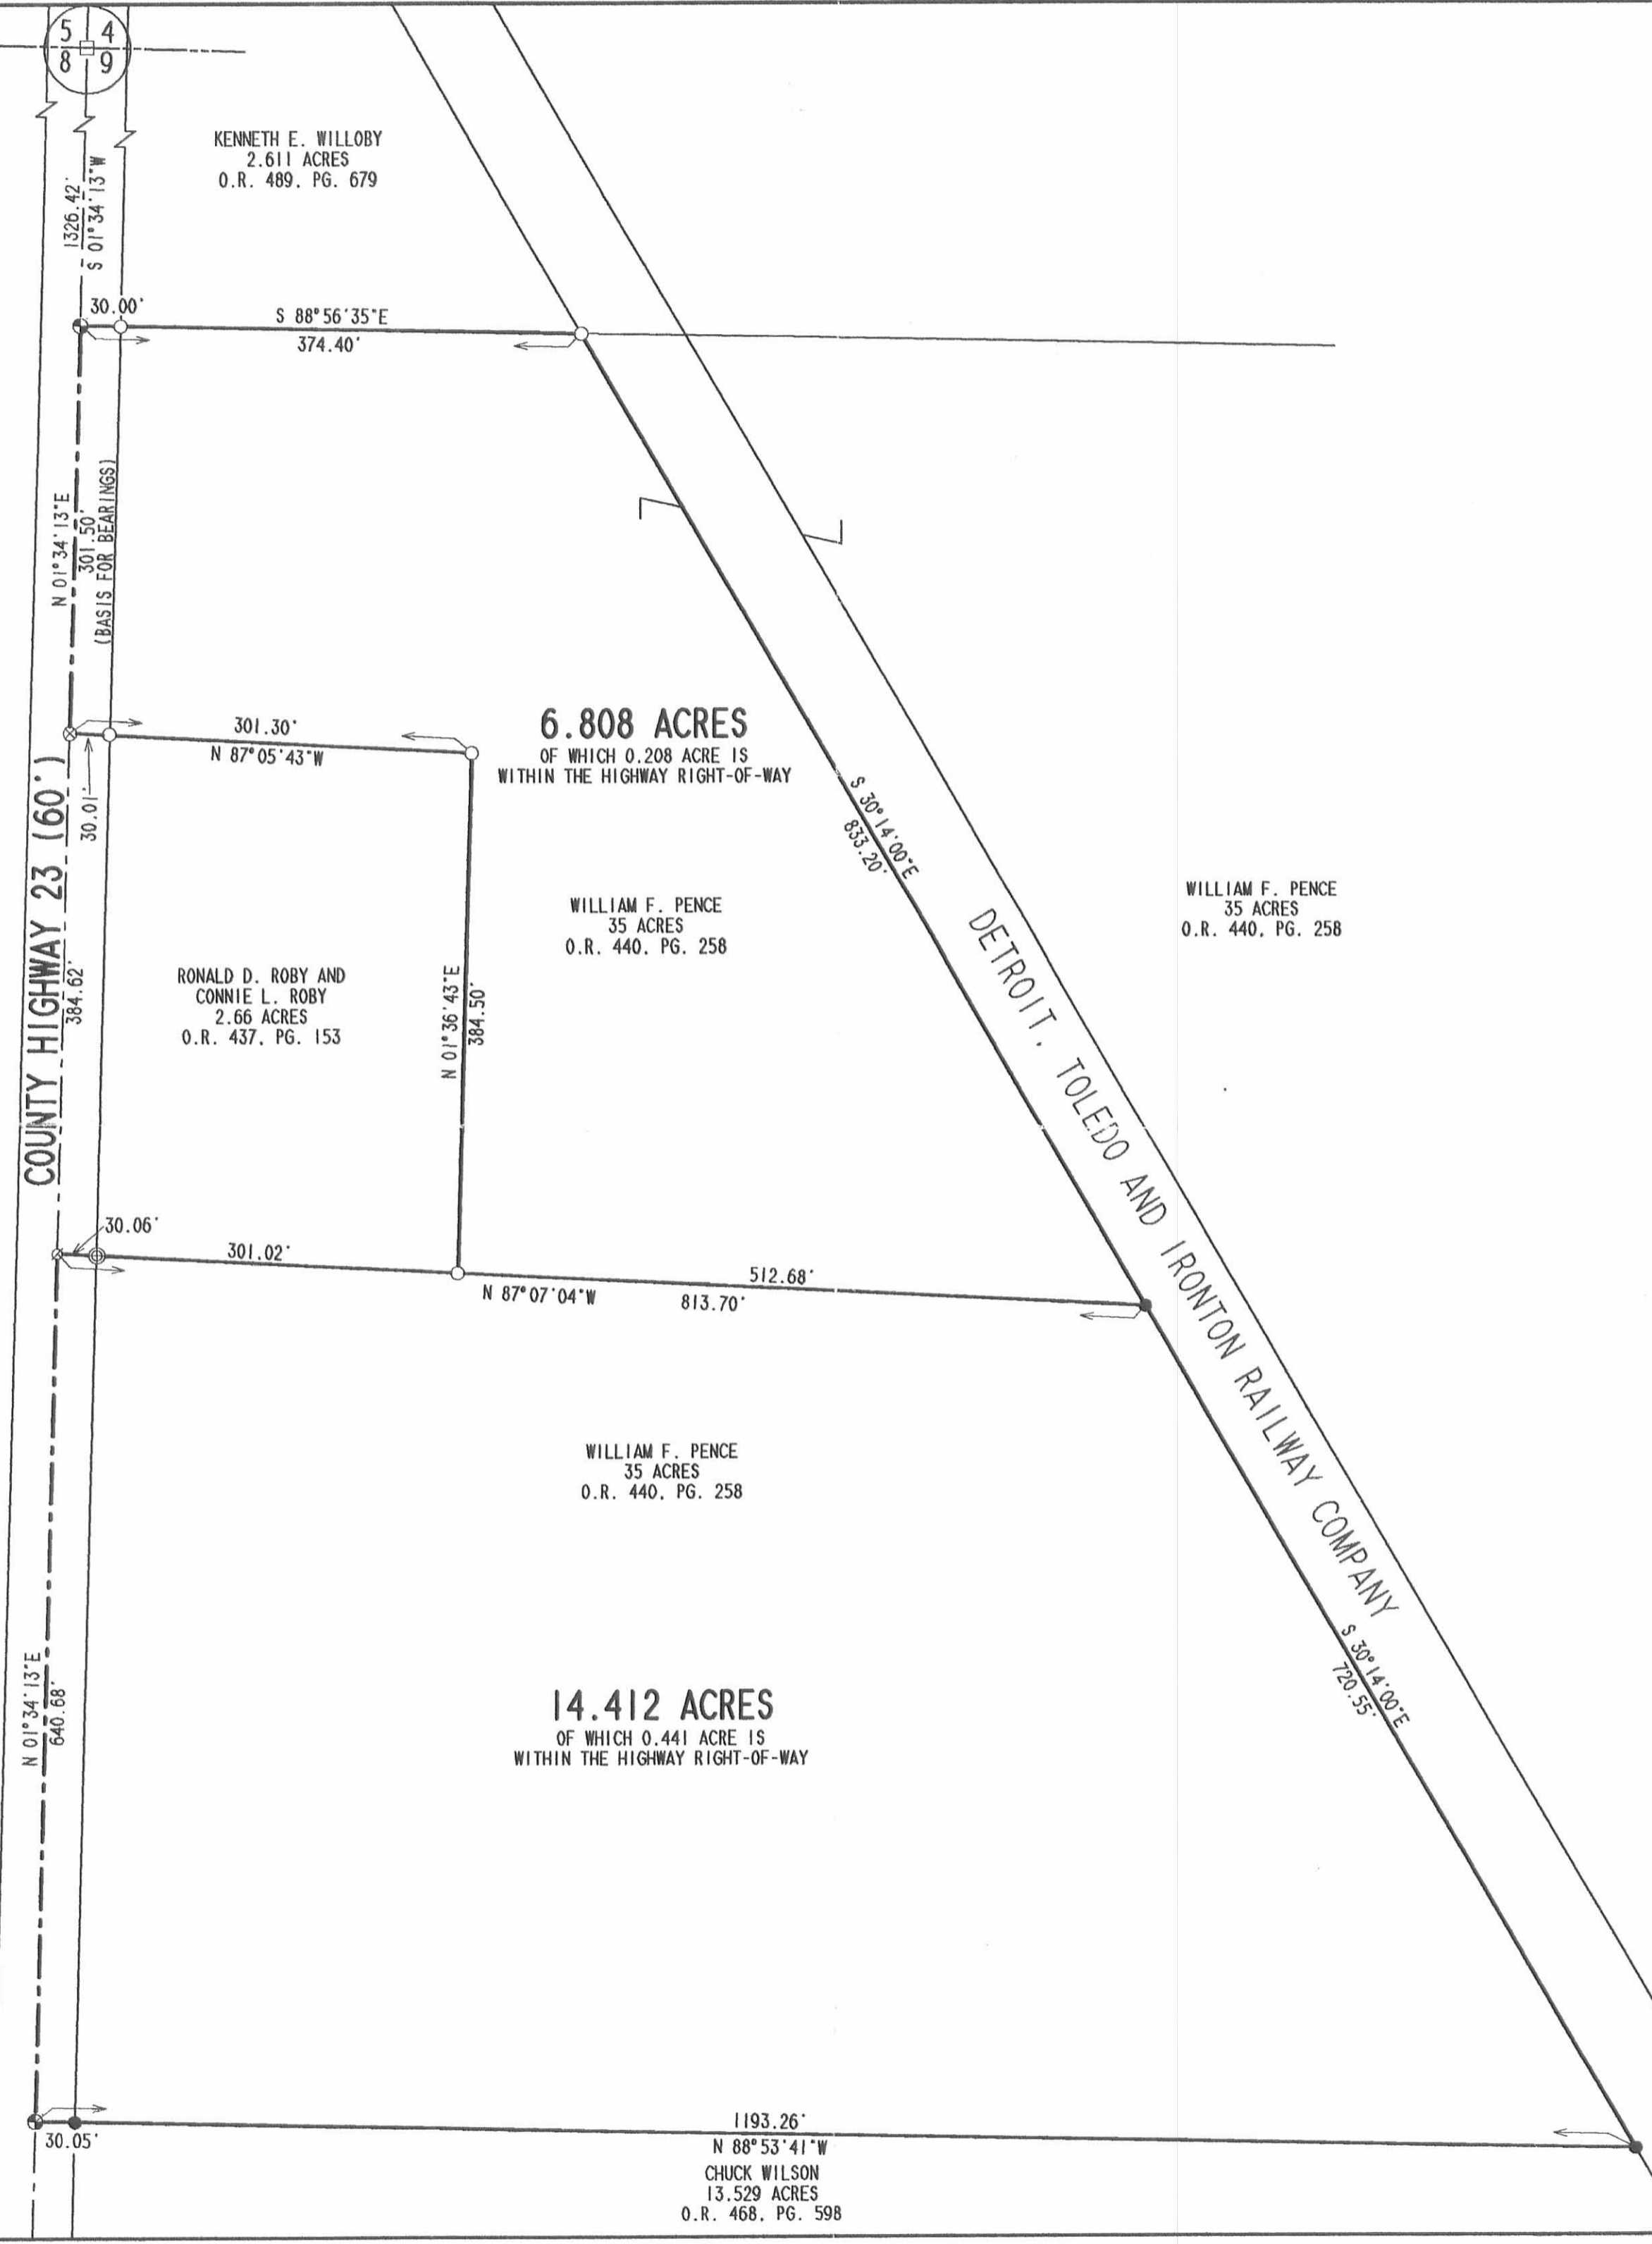 5 4
8 9
KENNETH E. WILLOBY
2.611 ACRES
O.R. 489, PG. 679
1326.42'
S 01°34'13"W
30.00'
S 88°56'35"E
374.40'
N 01°34'13"E
301.50'
(BASIS FOR BEARINGS)
301.30'
N 87°05'43"W
30.01'
6.808 ACRES
OF WHICH 0.208 ACRE IS
WITHIN THE HIGHWAY RIGHT-OF-WAY
S 30°14'00"E
833.20'
COUNTY HIGHWAY 23 (60')
384.62'
RONALD D. ROBY AND
CONNIE L. ROBY
2.66 ACRES
O.R. 437, PG. 153
N 01°36'43"E
384.50'
WILLIAM F. PENCE
35 ACRES
O.R. 440, PG. 258
WILLIAM F. PENCE
35 ACRES
O.R. 440, PG. 258
DETROIT, TOLEDO AND IRONTON RAILWAY COMPANY
30.06'
301.02'
512.68'
N 87°07'04"W
813.70'
WILLIAM F. PENCE
35 ACRES
O.R. 440, PG. 258
N 01°34'13"E
640.68'
14.412 ACRES
OF WHICH 0.441 ACRE IS
WITHIN THE HIGHWAY RIGHT-OF-WAY
S 30°14'00"E
720.55'
30.05'
1193.26'
N 88°53'41"W
CHUCK WILSON
13.529 ACRES
O.R. 468, PG. 598